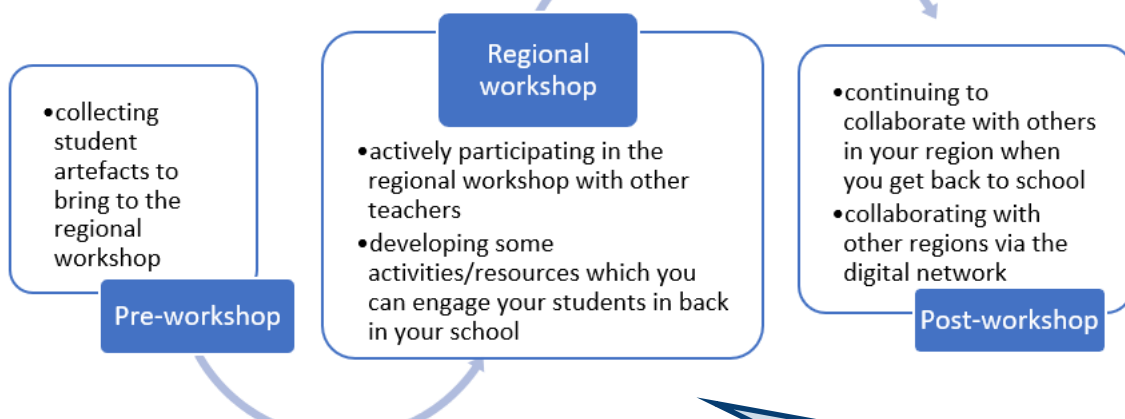 •collecting
student
artefacts to
bring to the
regional
workshop
Pre-workshop
Regional
workshop
•actively participating in the
regional workshop with other
teachers
•developing some
activities/resources which you
can engage your students in back
in your school
•continuing to
collaborate with others
in your region when
you get back to school
•collaborating with
other regions via the
digital network
Post-workshop